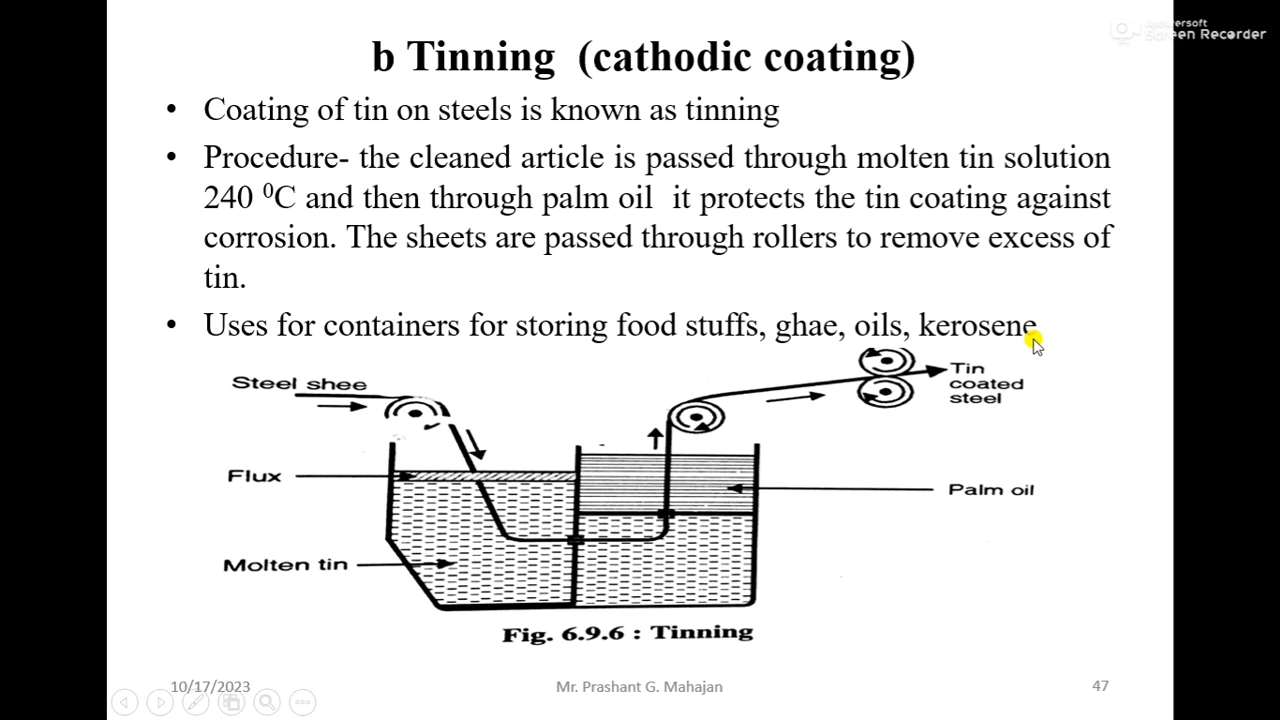 Apowersoft
Screen Recorder
b Tinning (cathodic coating)
• Coating of tin on steels is known as tinning
• Procedure- the cleaned article is passed through molten tin solution
240 ⁰C and then through palm oil it protects the tin coating against
corrosion. The sheets are passed through rollers to remove excess of
tin.
• Uses for containers for storing food stuffs, ghae, oils, kerosene
Steel shee
Tin
coated
steel
Flux
Palm oil
Molten tin
Fig. 6.9.6 : Tinning
10/17/2023
Mr. Prashant G. Mahajan
47